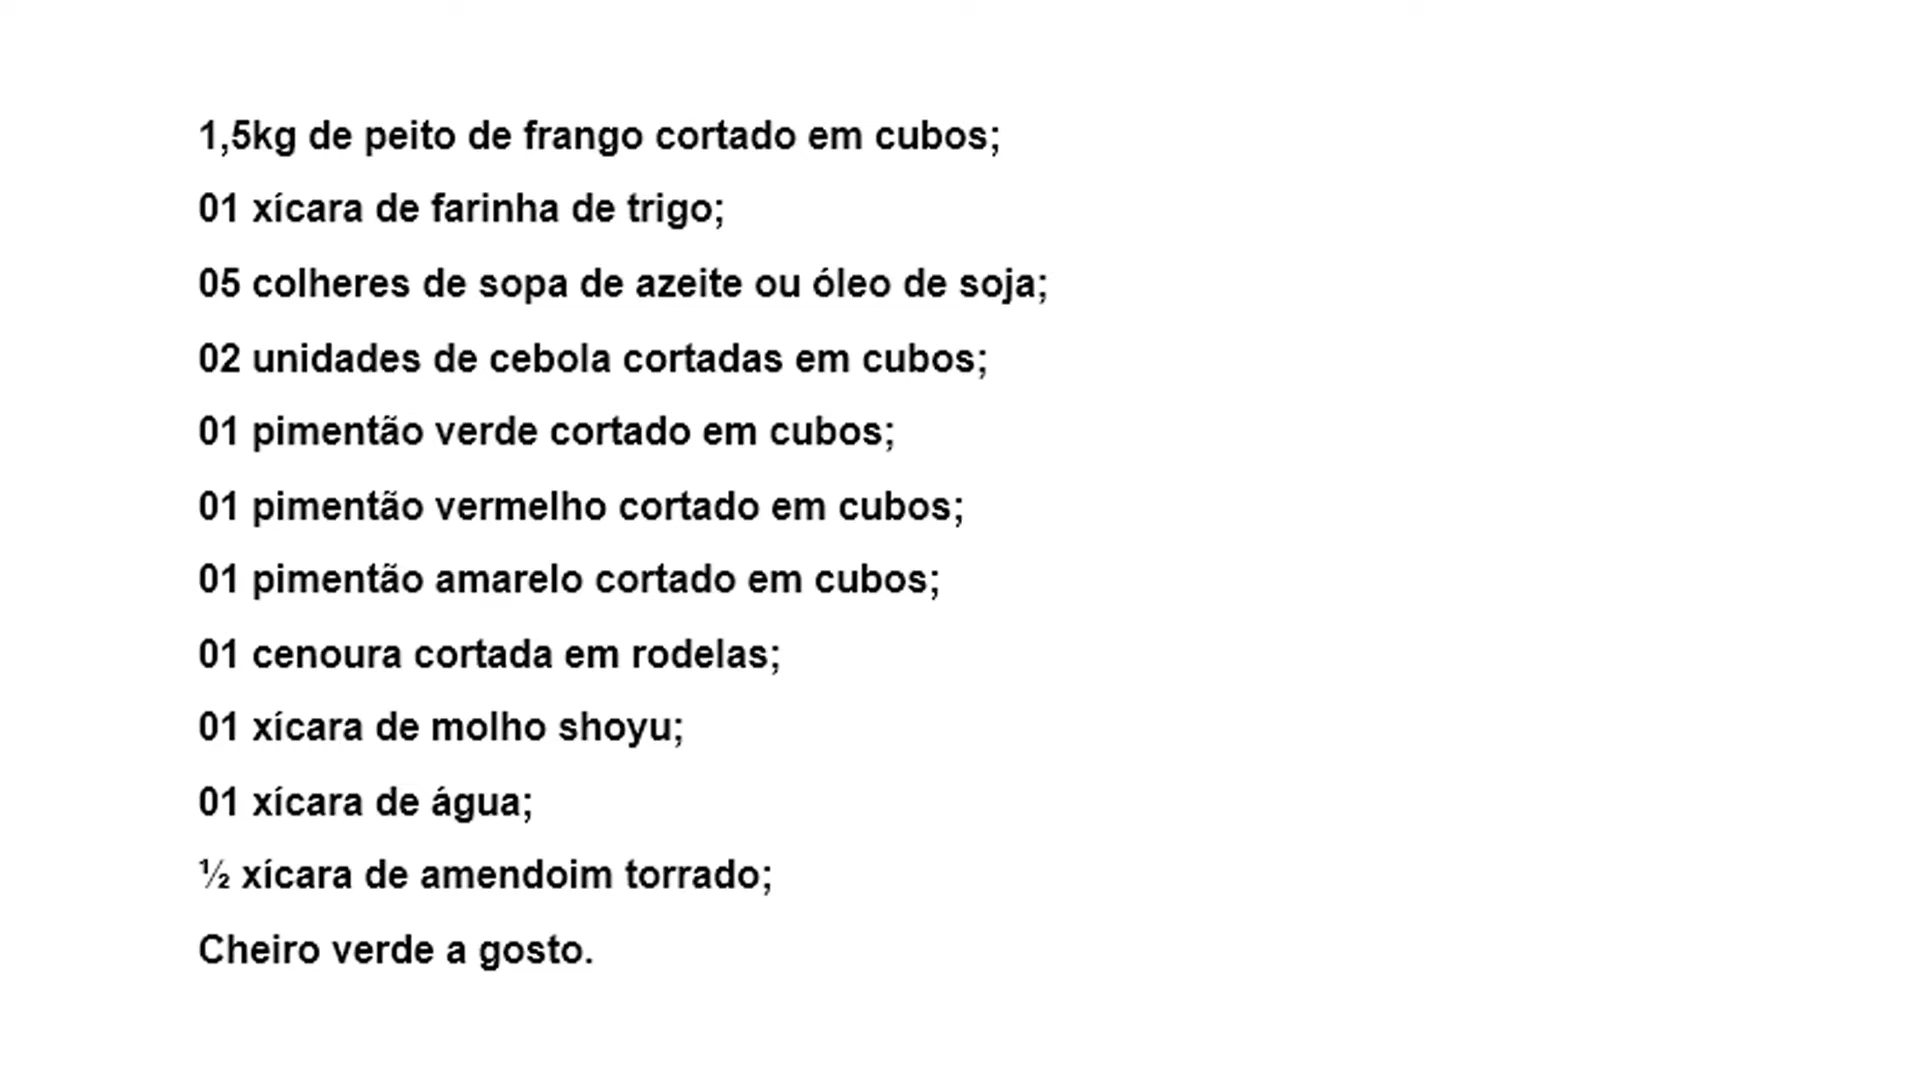 1,5kg de peito de frango cortado em cubos;
01 xícara de farinha de trigo;
05 colheres de sopa de azeite ou óleo de soja;
02 unidades de cebola cortadas em cubos;
01 pimentão verde cortado em cubos;
01 pimentão vermelho cortado em cubos;
01 pimentão amarelo cortado em cubos;
01 cenoura cortada em rodelas;
01 xícara de molho shoyu;
01 xícara de água;
½ xícara de amendoim torrado;
Cheiro verde a gosto.